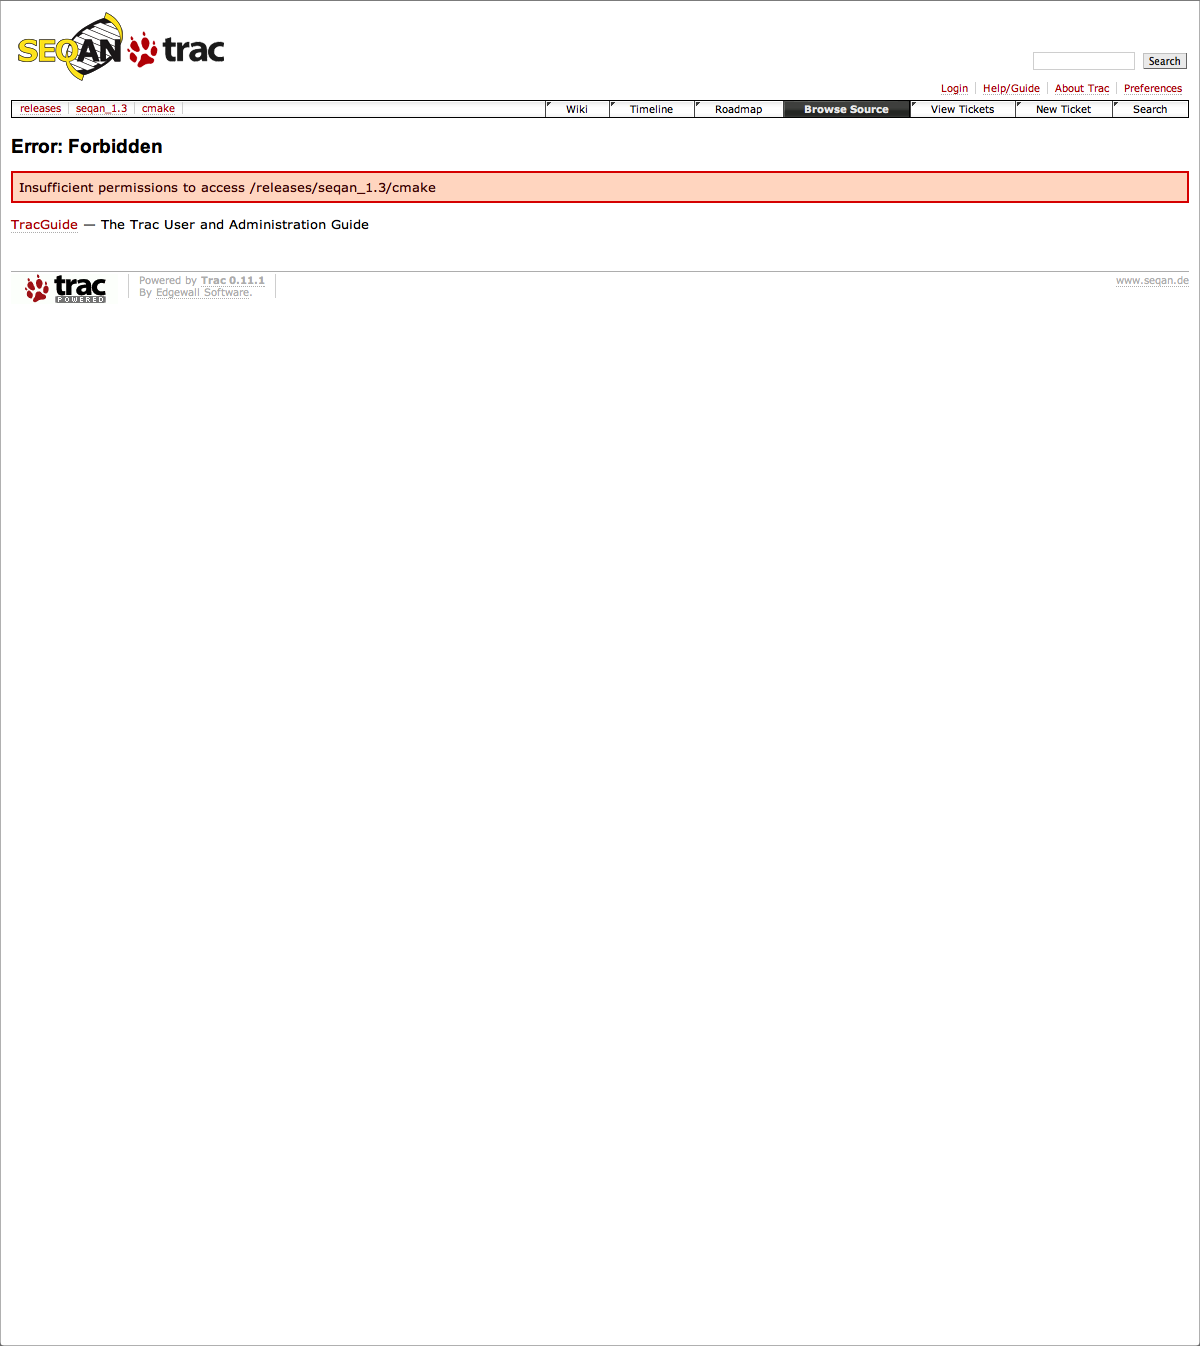 SEQAN trac
Search
Login Help/Guide About Trac Preferences
releases seqan_1.3 cmake Wiki Timeline Roadmap Browse Source View Tickets New Ticket Search
Error: Forbidden
Insufficient permissions to access /releases/seqan_1.3/cmake
TracGuide — The Trac User and Administration Guide
trac POWERED
Powered by Trac 0.11.1
By Edgewall Software.
www.seqan.de